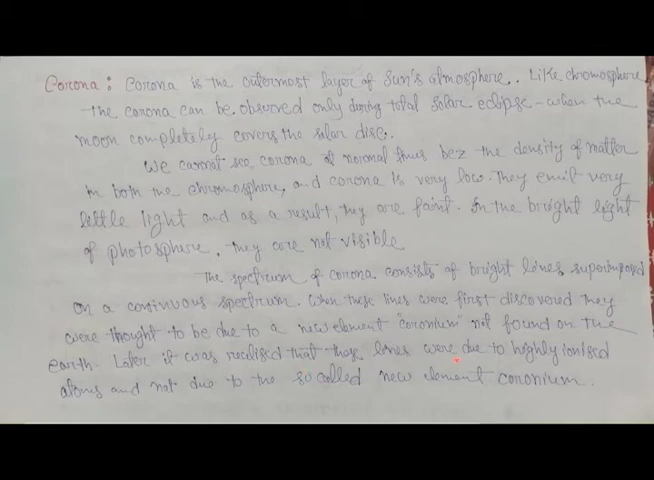 Corona: Corona is the outermost layer of Sun's atmosphere. Like chromosphere
The corona can be observed only during total solar eclipse - when the
moon completely covers the solar disc.
We cannot see corona at normal times bez the density of matter
in both the chromosphere, and corona is very low. They emit very
little light and as a result, they are faint. In the bright light
of photosphere, they are not visible
The spectrum of corona consists of bright lines superimposed
on a continuous spectrum. When these lines were first discovered they
were thought to be due to a new element "coronium" not found on the
earth. Later it was realised that these lines were due to highly ionised
atoms and not due to the so called new element coronium.